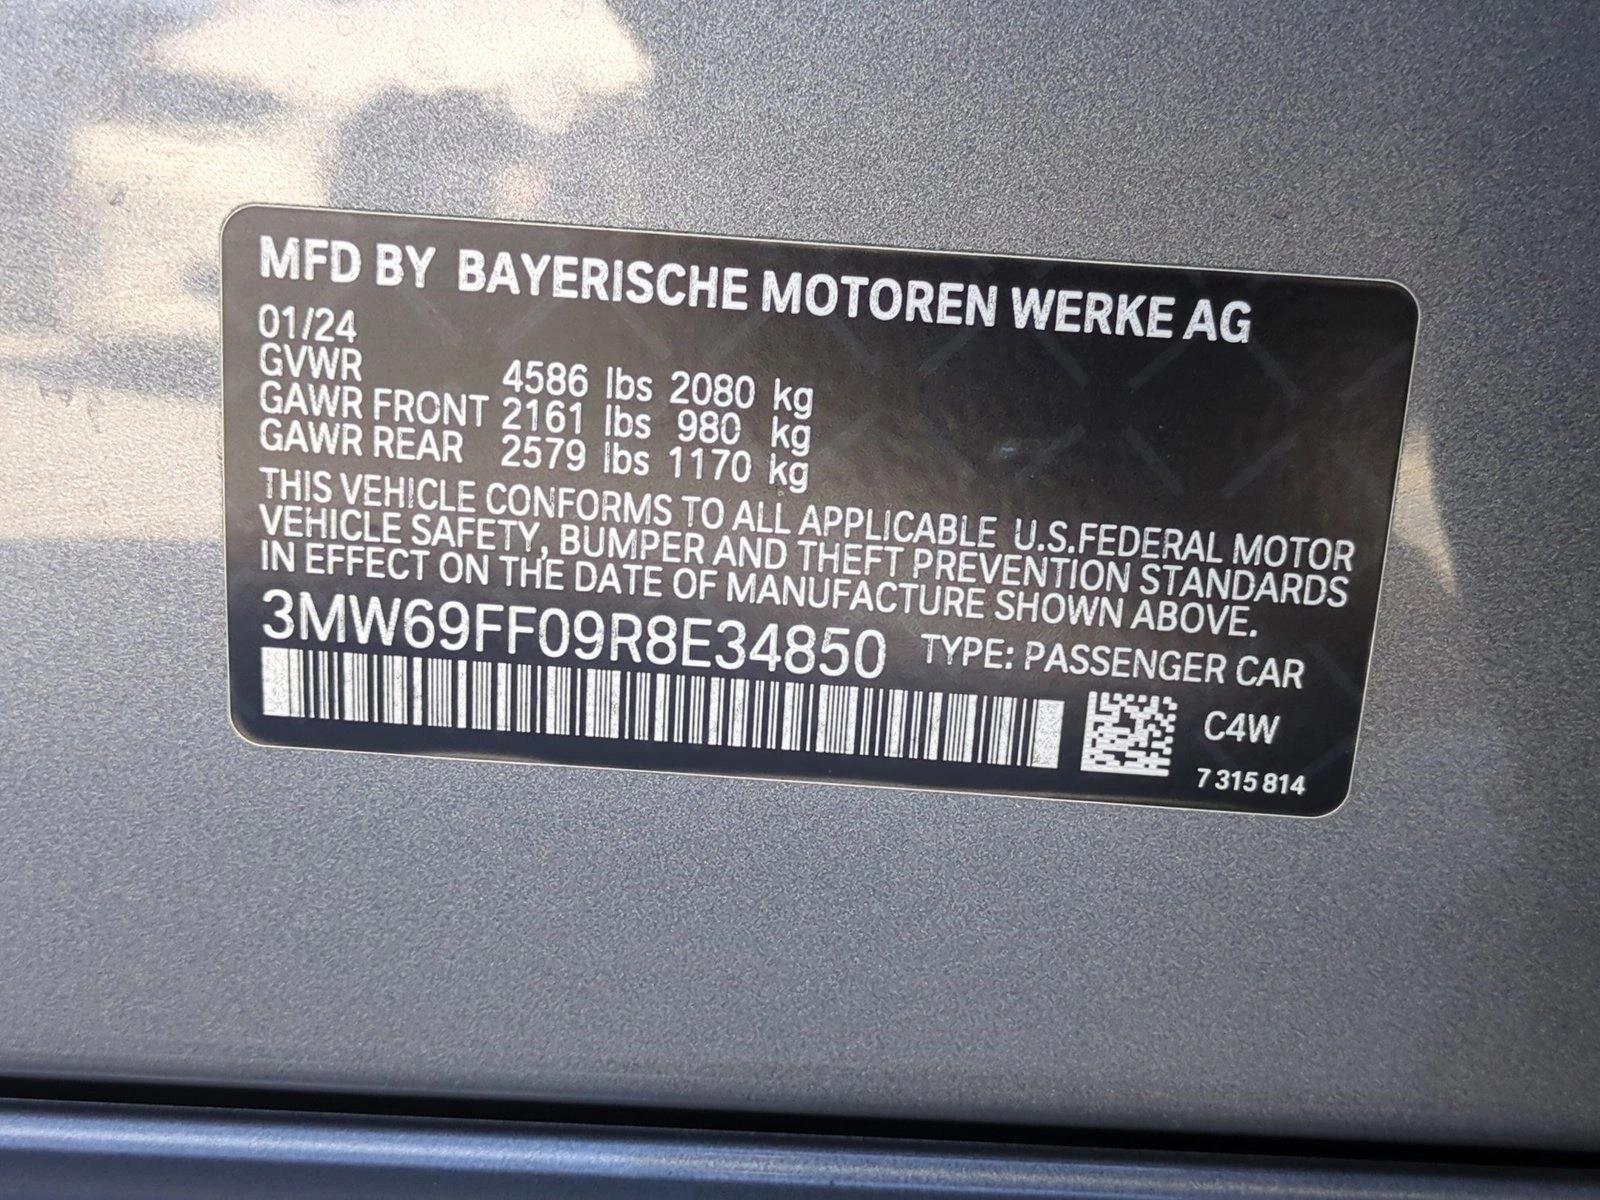 MFD BY BAYERISCHE MOTOREN WERKE AG
01/24
GVWR 4586 lbs 2080 kg
GAWR FRONT 2161 lbs 980 kg
GAWR REAR 2579 lbs 1170 kg
THIS VEHICLE CONFORMS TO ALL APPLICABLE U.S.FEDERAL MOTOR
VEHICLE SAFETY, BUMPER AND THEFT PREVENTION STANDARDS
IN EFFECT ON THE DATE OF MANUFACTURE SHOWN ABOVE.
3MW69FF09R8E34850 TYPE: PASSENGER CAR
C4W
7 315 814